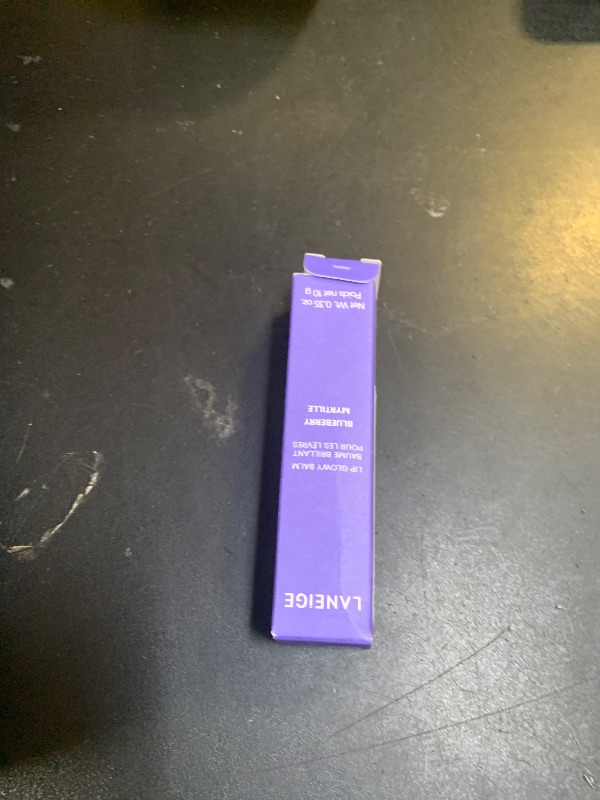 LANEIGE
LIP GLOWY BALM
BAUME BRILLANT
POUR LES LÈVRES
BLUEBERRY
MYRTILLE
Net Wt. 0.35 oz.
Poids net 10 g